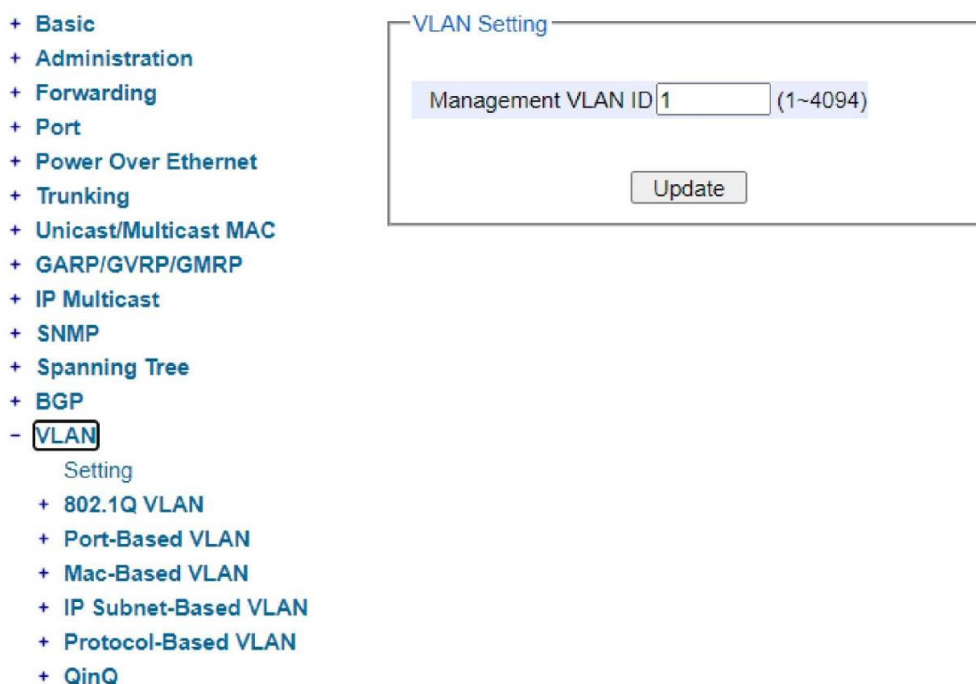 + Basic
+ Administration
+ Forwarding
+ Port
+ Power Over Ethernet
+ Trunking
+ Unicast/Multicast MAC
+ GARP/GVRP/GMRP
+ IP Multicast
+ SNMP
+ Spanning Tree
+ BGP
- VLAN
Setting
+ 802.1Q VLAN
+ Port-Based VLAN
+ Mac-Based VLAN
+ IP Subnet-Based VLAN
+ Protocol-Based VLAN
+ QinQ
VLAN Setting
Management VLAN ID 1 (1~4094)
Update